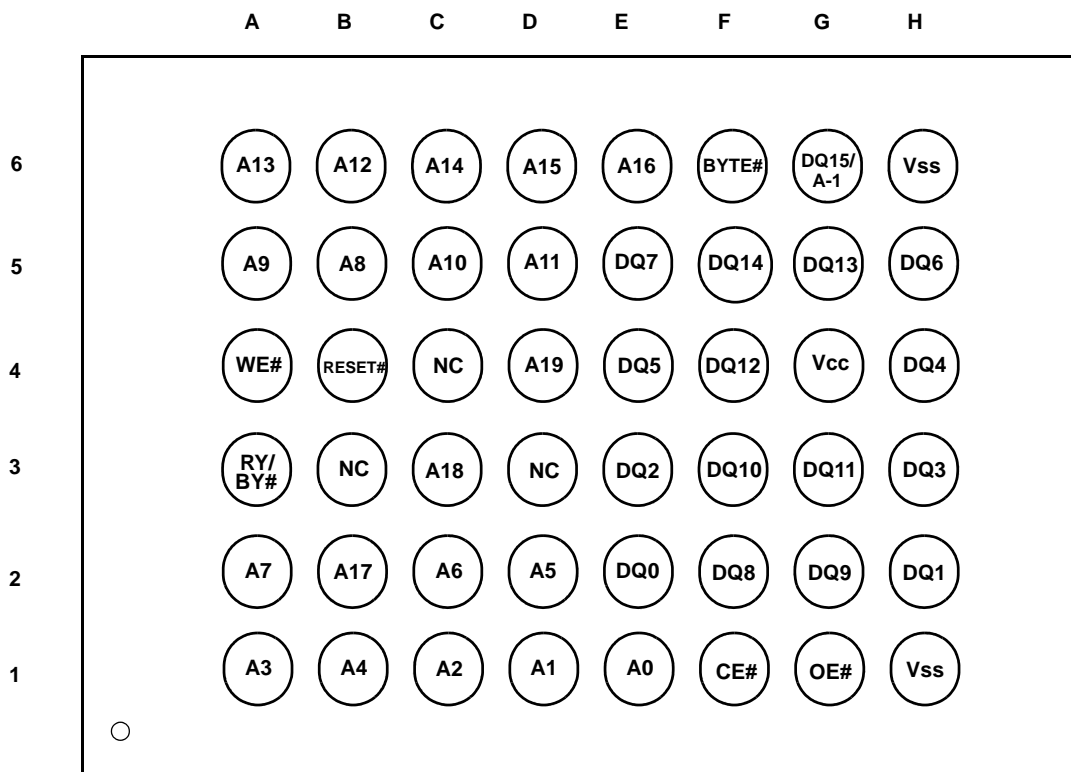 A B C D E F G H
6 A13 A12 A14 A15 A16 BYTE# DQ15/ A-1 Vss
5 A9 A8 A10 A11 DQ7 DQ14 DQ13 DQ6
4 WE# RESET# NC A19 DQ5 DQ12 Vcc DQ4
3 RY/ BY# NC A18 NC DQ2 DQ10 DQ11 DQ3
2 A7 A17 A6 A5 DQ0 DQ8 DQ9 DQ1
1 A3 A4 A2 A1 A0 CE# OE# Vss